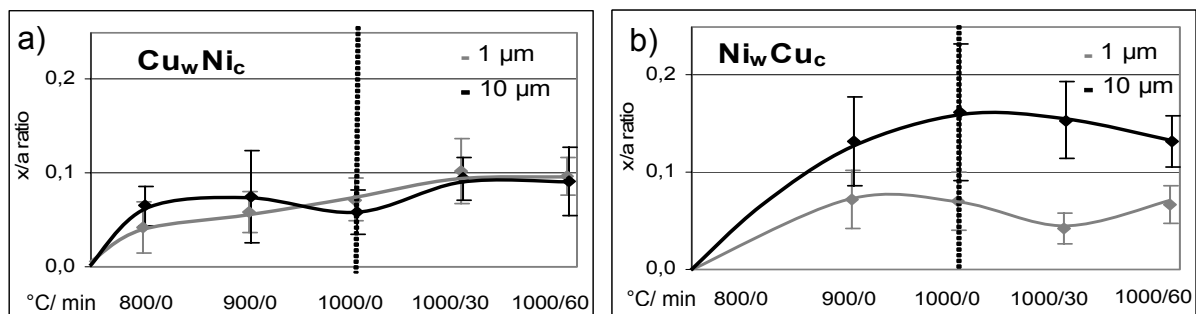 a)
Cu_wNi_c
1 µm
10 µm
x/a ratio
0,2
0,1
0,0
°C/ min 800/0 900/0 1000/0 1000/30 1000/60
b)
Ni_wCu_c
1 µm
10 µm
x/a ratio
0,2
0,1
0,0
°C/ min 800/0 900/0 1000/0 1000/30 1000/60